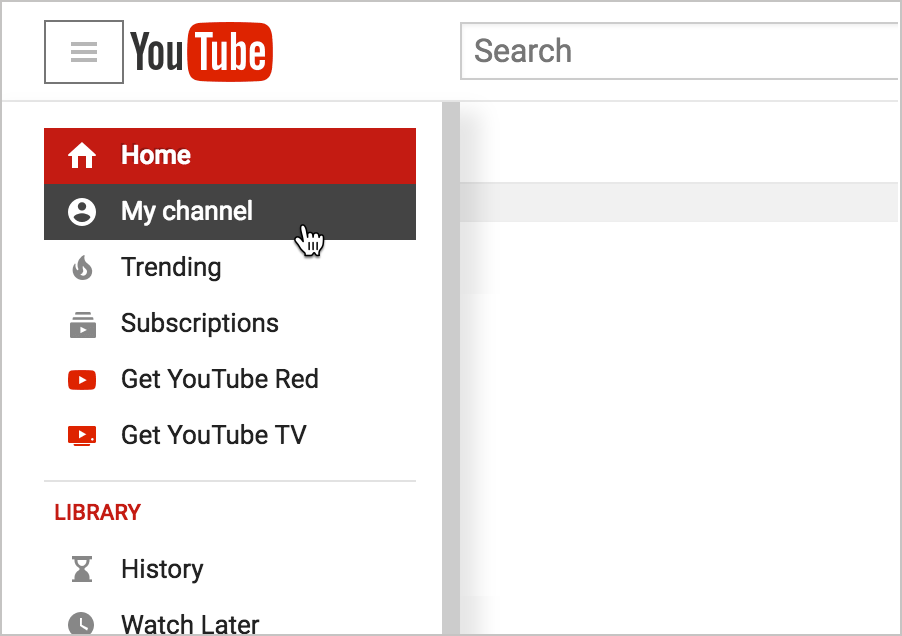 YouTube
Search
Home
My channel
Trending
Subscriptions
Get YouTube Red
Get YouTube TV
LIBRARY
History
Watch Later